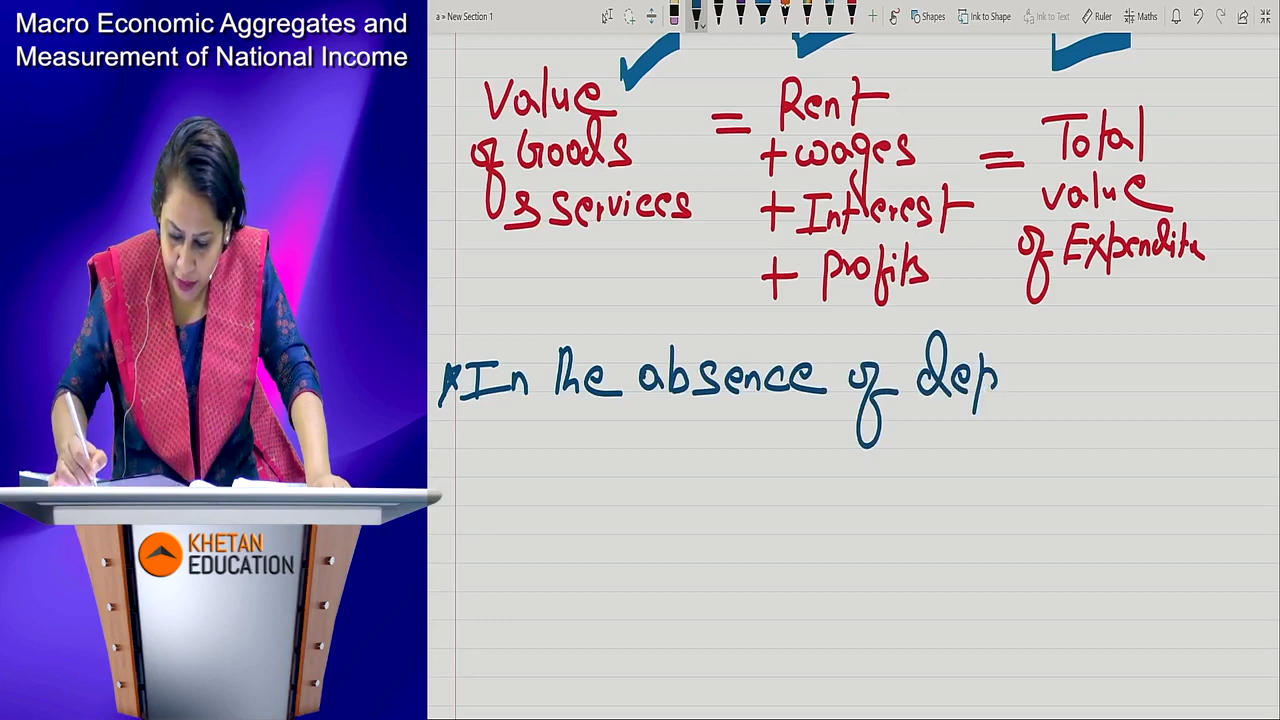 Macro Economic Aggregates and
Measurement of National Income
a » New Section 1
Shapes
Ink to Shape
Ink to Text
Ruler
Maths
Value
of Goods
& Services
=
Rent
+ wages
+ Interest
+ Profits
=
Total
value
of Expenditu
*In the absence of dep
KHETAN
EDUCATION